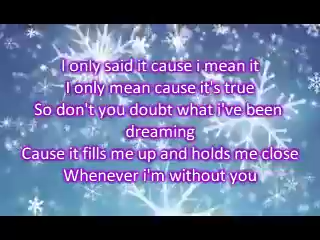 I only said it cause i mean it
I only mean cause it's true
So don't you doubt what i've been
dreaming
Cause it fills me up and holds me close
Whenever i'm without you